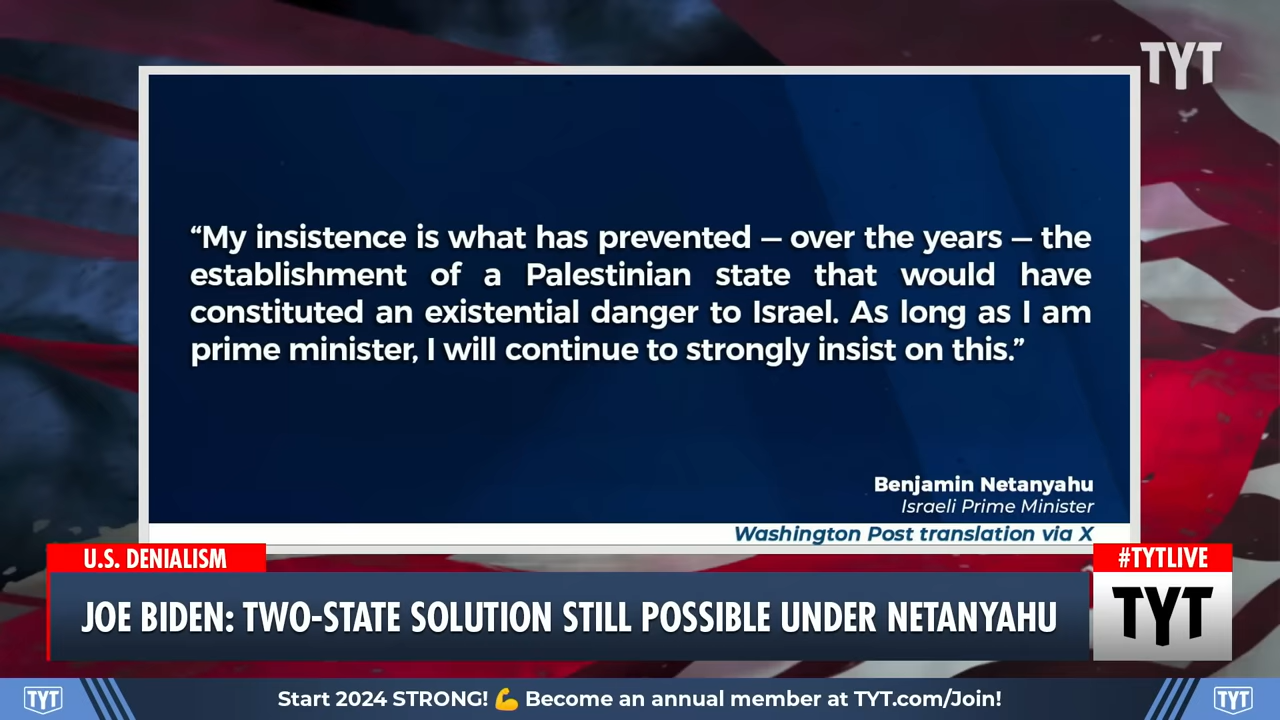 TYT
“My insistence is what has prevented — over the years — the
establishment of a Palestinian state that would have
constituted an existential danger to Israel. As long as I am
prime minister, I will continue to strongly insist on this.”
Benjamin Netanyahu
Israeli Prime Minister
Washington Post translation via X
U.S. DENIALISM
#TYTLIVE
JOE BIDEN: TWO-STATE SOLUTION STILL POSSIBLE UNDER NETANYAHU
TYT
TYT
Start 2024 STRONG! 💪 Become an annual member at TYT.com/Join!
TYT